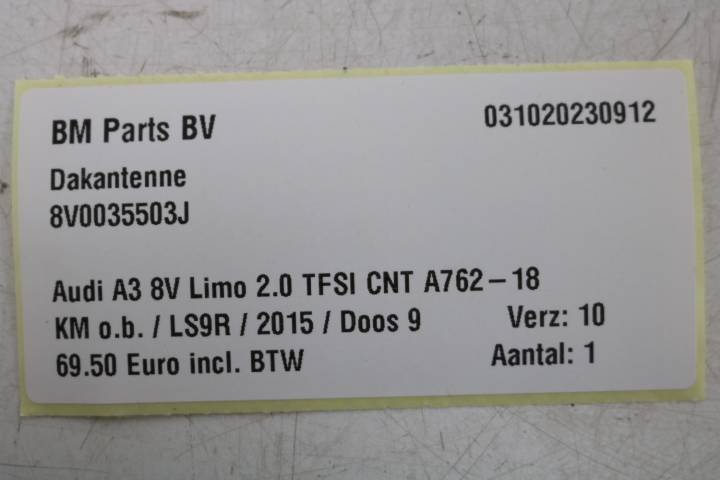 BM Parts BV 031020230912
Dakantenne
8V0035503J
Audi A3 8V Limo 2.0 TFSI CNT A762-18
KM o.b. / LS9R / 2015 / Doos 9 Verz: 10
69.50 Euro incl. BTW Aantal: 1